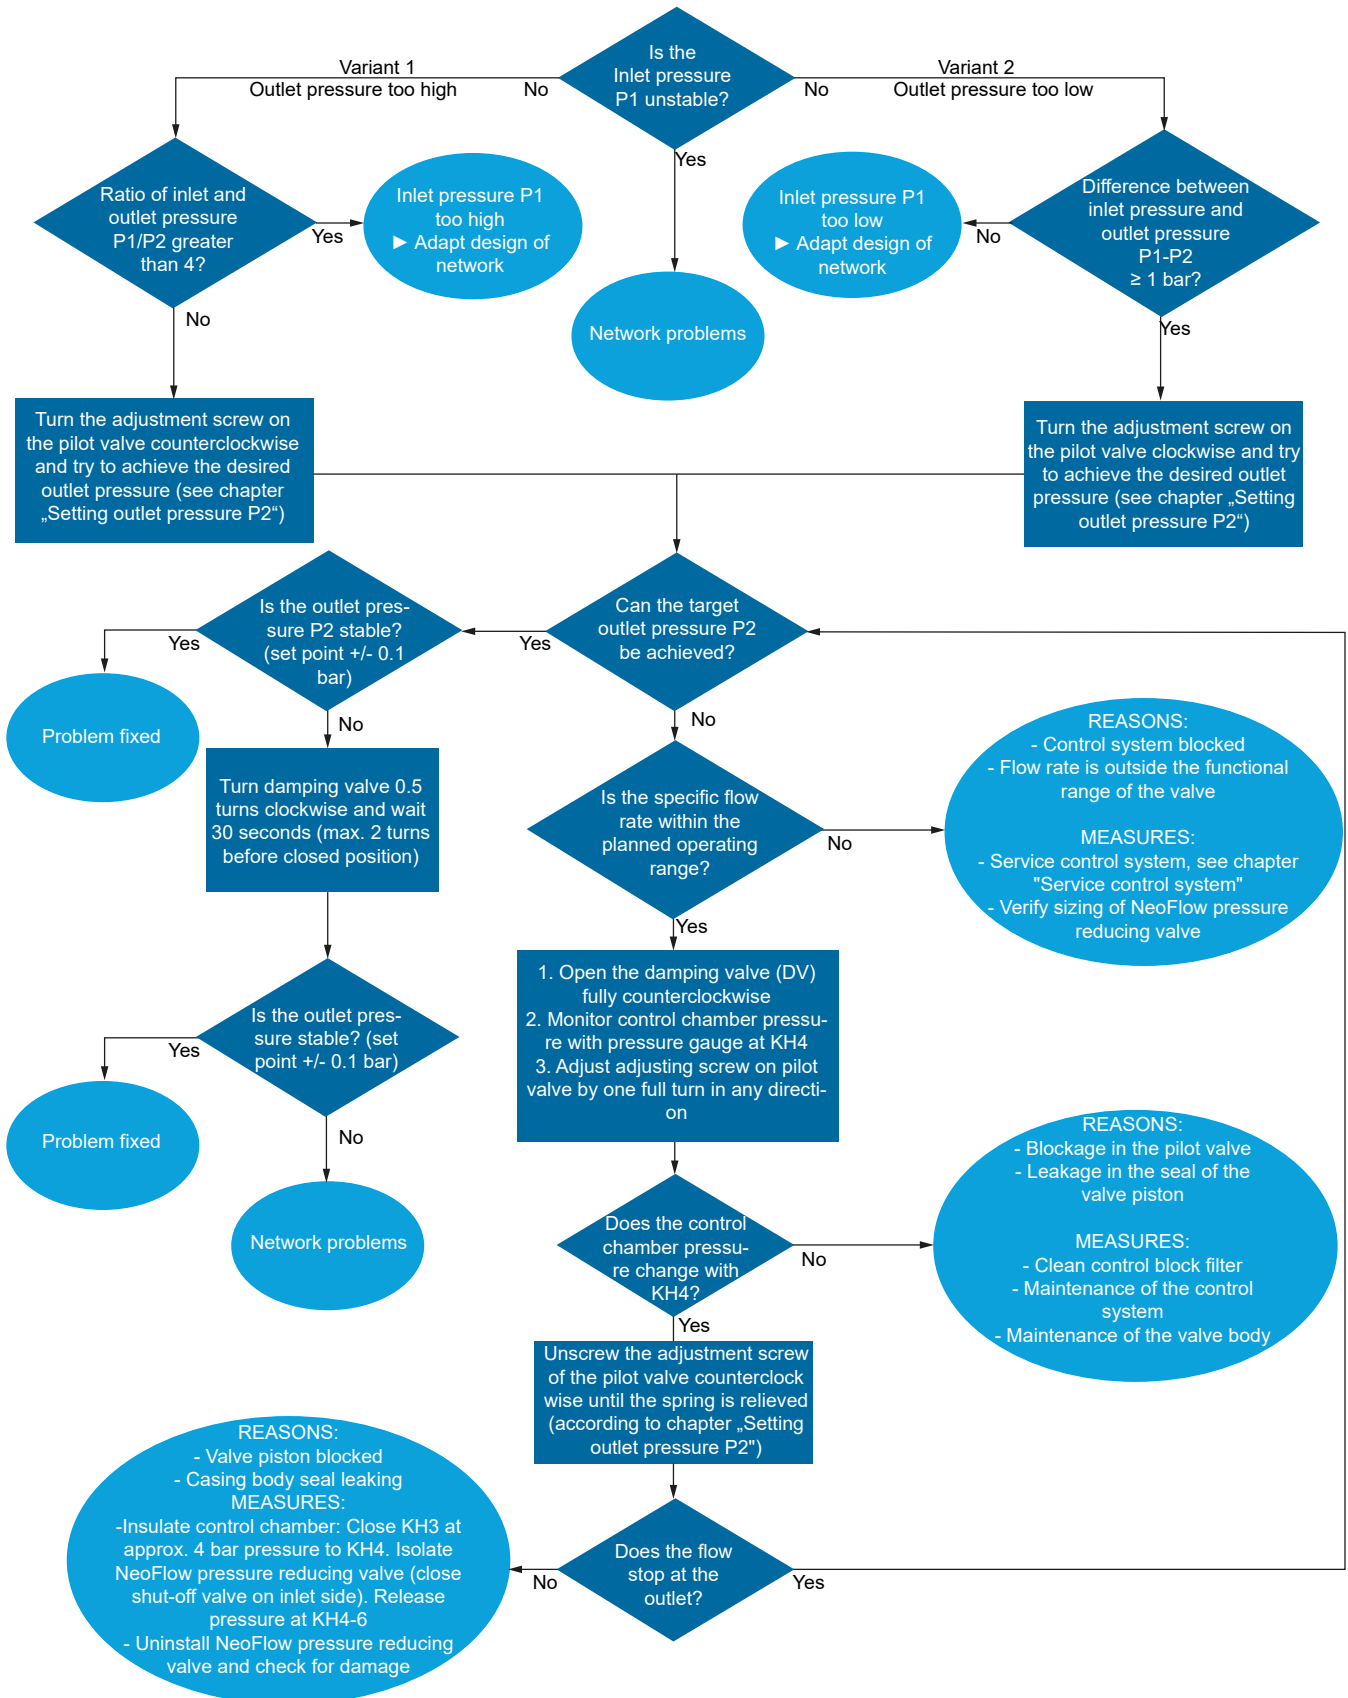 Is the
Inlet pressure
P1 unstable?
Variant 1
Outlet pressure too high
No
Variant 2
No
Outlet pressure too low
Yes
Ratio of inlet and
outlet pressure
P1/P2 greater
than 4?
Yes
No
Inlet pressure P1
too high
► Adapt design of
network
Network problems
Inlet pressure P1
too low
► Adapt design of
network
Difference between
inlet pressure and
outlet pressure
P1-P2
≥ 1 bar?
No
Yes
Turn the adjustment screw on
the pilot valve counterclockwise
and try to achieve the desired
outlet pressure (see chapter
„Setting outlet pressure P2“)
Turn the adjustment screw on
the pilot valve clockwise and try
to achieve the desired outlet
pressure (see chapter „Setting
outlet pressure P2“)
Can the target
outlet pressure P2
be achieved?
Yes
No
Is the outlet pres-
sure P2 stable?
(set point +/- 0.1
bar)
Yes
No
Problem fixed
Turn damping valve 0.5
turns clockwise and wait
30 seconds (max. 2 turns
before closed position)
Is the outlet pres-
sure stable? (set
point +/- 0.1 bar)
Yes
No
Problem fixed
Network problems
Is the specific flow
rate within the
planned operating
range?
No
Yes
REASONS:
- Control system blocked
- Flow rate is outside the functional
range of the valve
MEASURES:
- Service control system, see chapter
"Service control system"
- Verify sizing of NeoFlow pressure
reducing valve
1. Open the damping valve (DV)
fully counterclockwise
2. Monitor control chamber pressu-
re with pressure gauge at KH4
3. Adjust adjusting screw on pilot
valve by one full turn in any directi-
on
Does the control
chamber pressu-
re change with
KH4?
No
Yes
REASONS:
- Blockage in the pilot valve
- Leakage in the seal of the
valve piston
MEASURES:
- Clean control block filter
- Maintenance of the control
system
- Maintenance of the valve body
Unscrew the adjustment screw
of the pilot valve counterclock
wise until the spring is relieved
(according to chapter „Setting
outlet pressure P2")
Does the flow
stop at the
outlet?
No
Yes
REASONS:
- Valve piston blocked
- Casing body seal leaking
MEASURES:
-Insulate control chamber: Close KH3 at
approx. 4 bar pressure to KH4. Isolate
NeoFlow pressure reducing valve (close
shut-off valve on inlet side). Release
pressure at KH4-6
- Uninstall NeoFlow pressure reducing
valve and check for damage